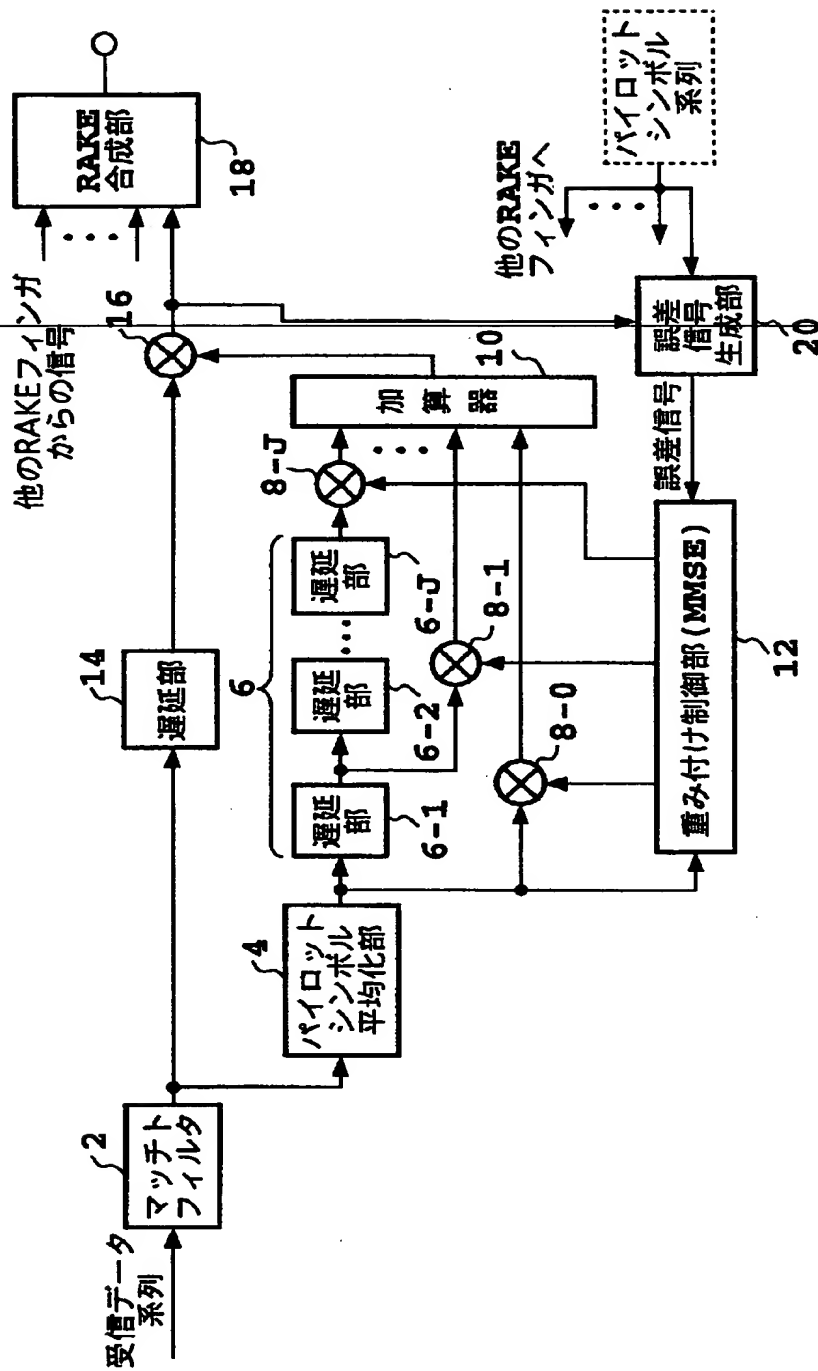 受信データ
系列
2
マッチト
フィルタ
4
パイロット
シンボル
平均化部
14
遅延部
6
遅延
部
6-1
遅延
部
6-2
...
遅延
部
6-J
8-0
8-1
8-J
...
加算器
10
重み付け制御部(MMSE)
12
誤差信号
誤差
信号
生成部
20
パイロット
シンボル
系列
他のRAKE
フィンガへ
...
他のRAKEフィンガ
からの信号
16
...
RAKE
合成部
18